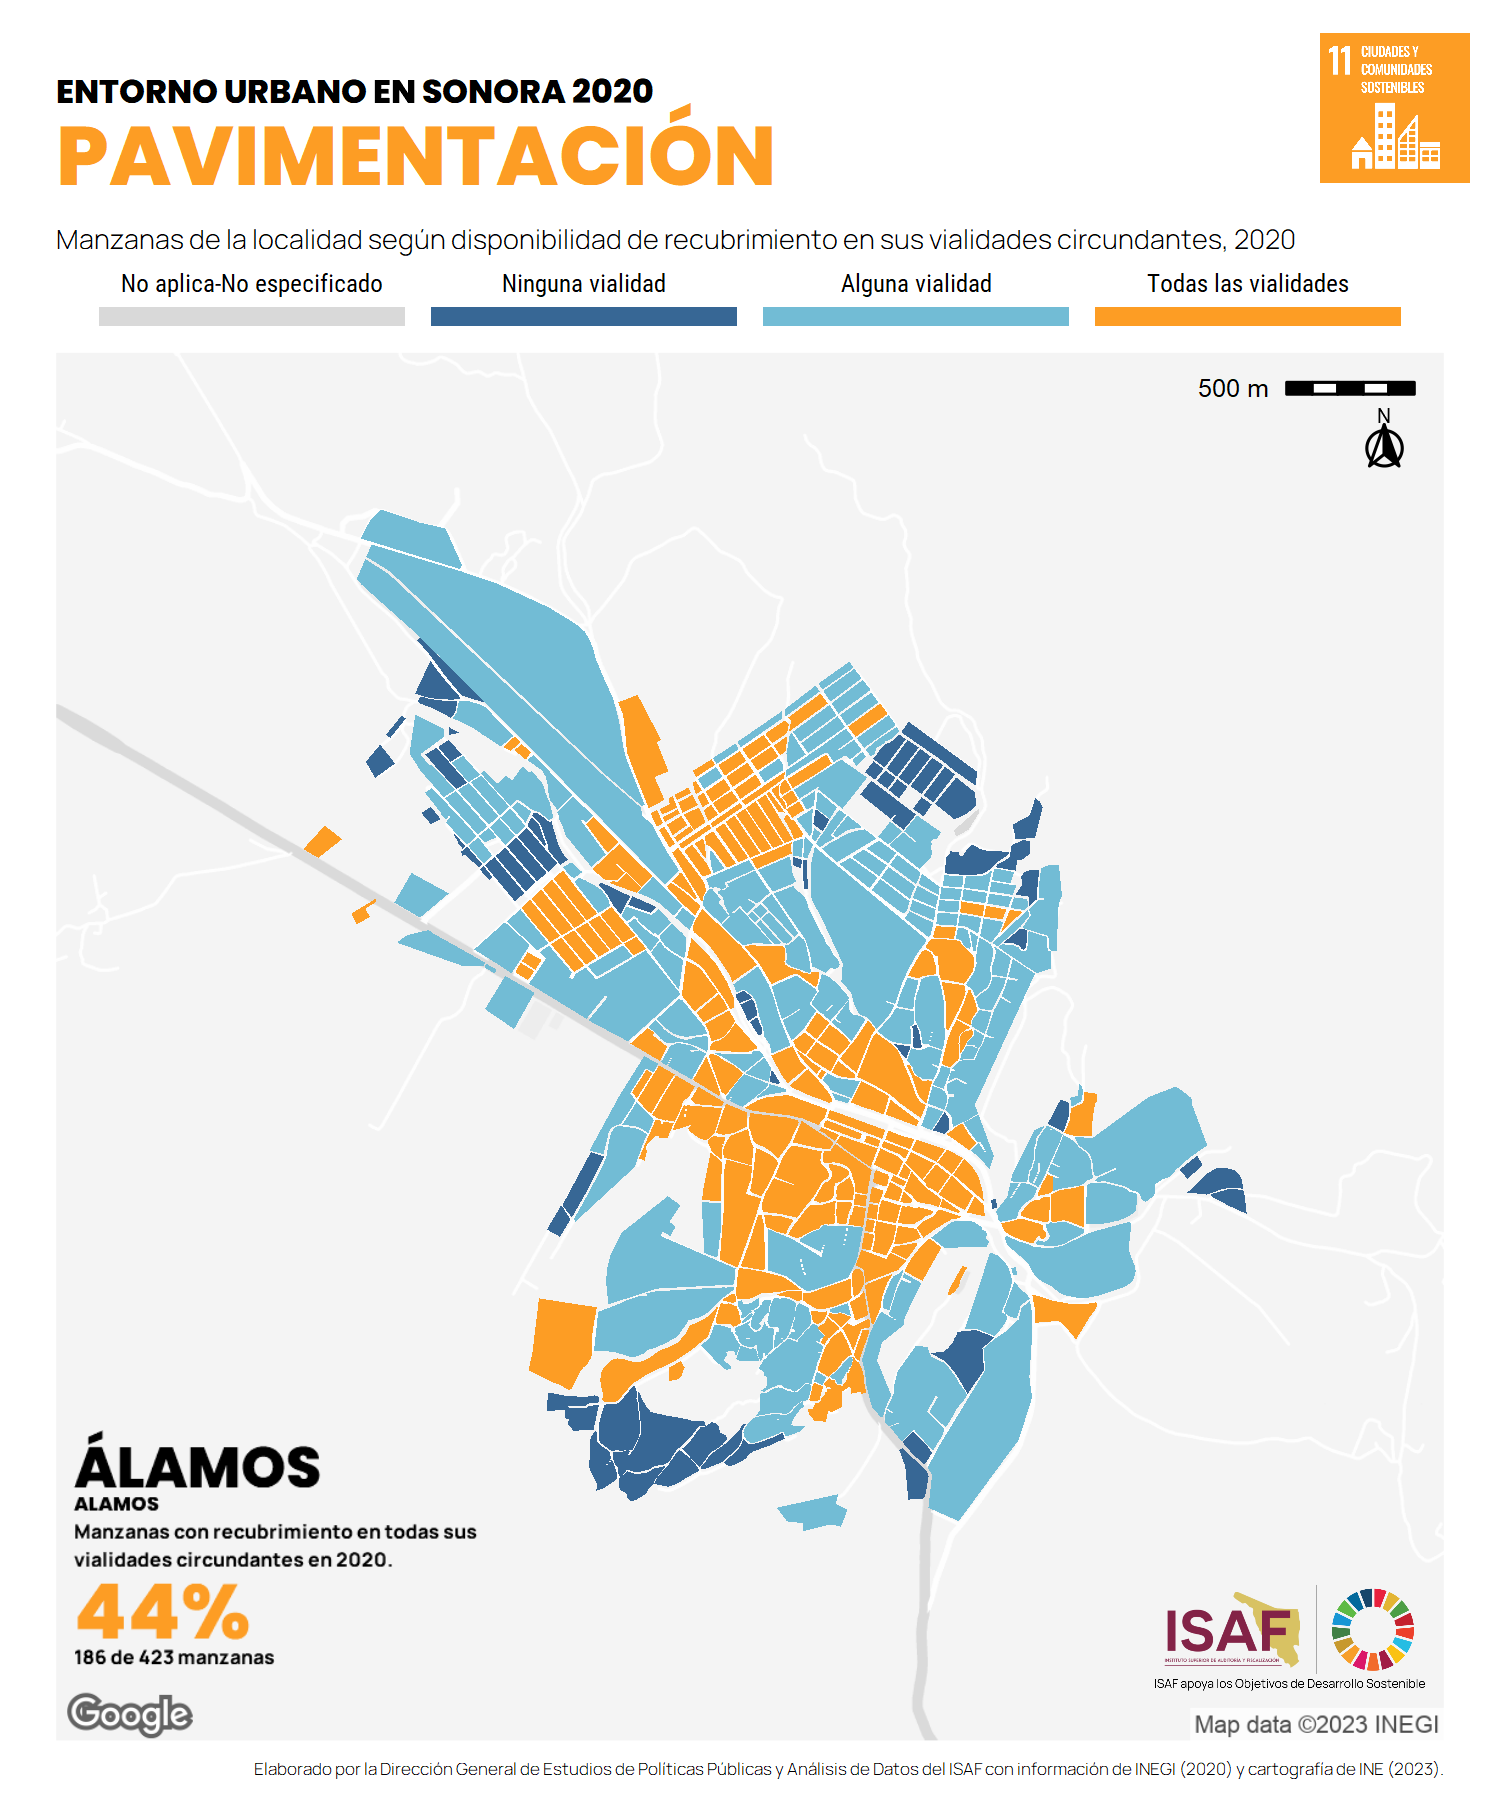 11 CIUDADES Y
COMUNIDADES
SOSTENIBLES
ENTORNO URBANO EN SONORA 2020
PAVIMENTACIÓN
Manzanas de la localidad según disponibilidad de recubrimiento en sus vialidades circundantes, 2020
No aplica-No especificado
Ninguna vialidad
Alguna vialidad
Todas las vialidades
500 m
N
ÁLAMOS
ALAMOS
Manzanas con recubrimiento en todas sus
vialidades circundantes en 2020.
44%
186 de 423 manzanas
Google
ISAF
INSTITUTO SUPERIOR DE AUDITORÍA Y FISCALIZACIÓN
ISAF apoya los Objetivos de Desarrollo Sostenible
Map data ©2023 INEGI
Elaborado por la Dirección General de Estudios de Políticas Públicas y Análisis de Datos del ISAF con información de INEGI (2020) y cartografía de INE (2023).